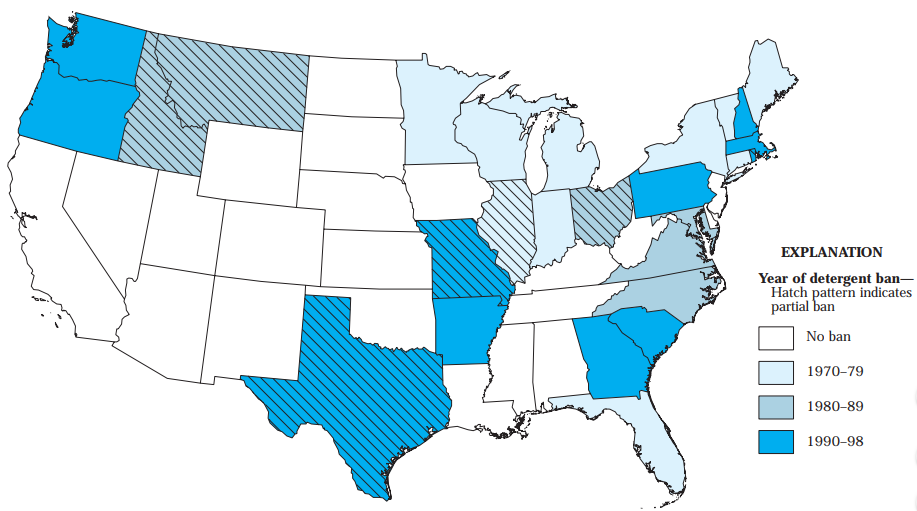 EXPLANATION
Year of detergent ban—
Hatch pattern indicates
partial ban
No ban
1970–79
1980–89
1990–98